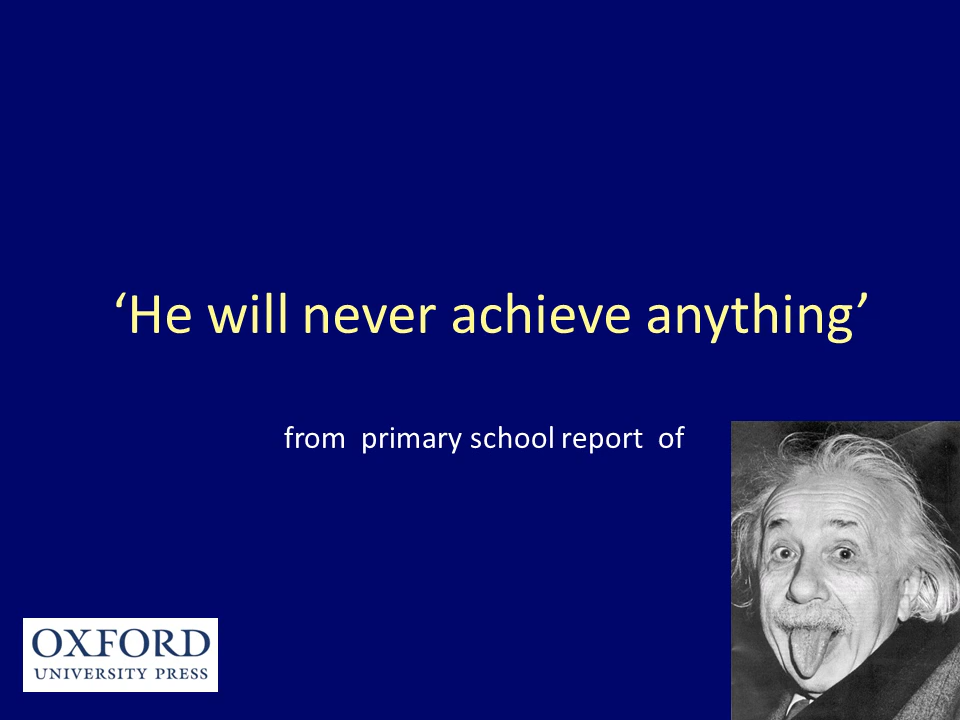 ‘He will never achieve anything’
from primary school report of
OXFORD
UNIVERSITY PRESS